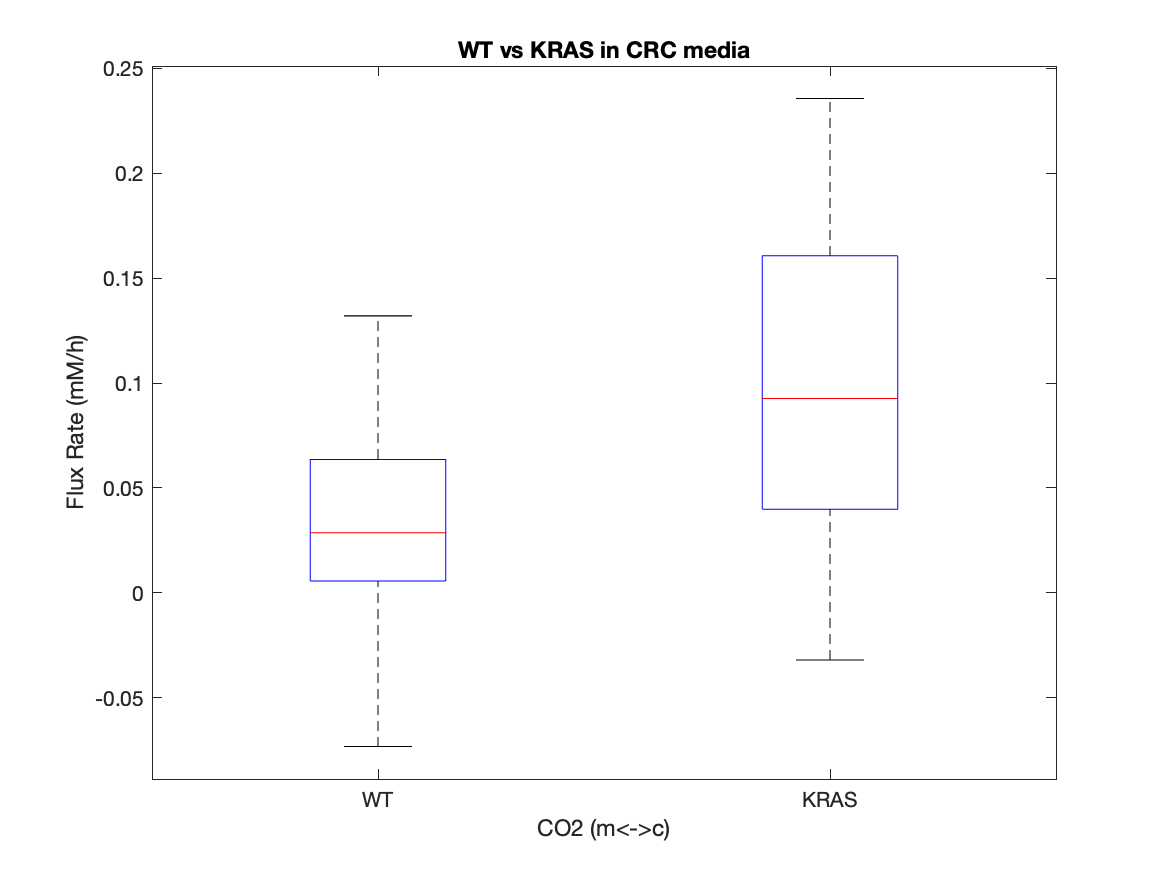 WT vs KRAS in CRC media
0.25
0.2
0.15
0.1
0.05
0
-0.05
Flux Rate (mM/h)
WT KRAS
CO2 (m<->c)